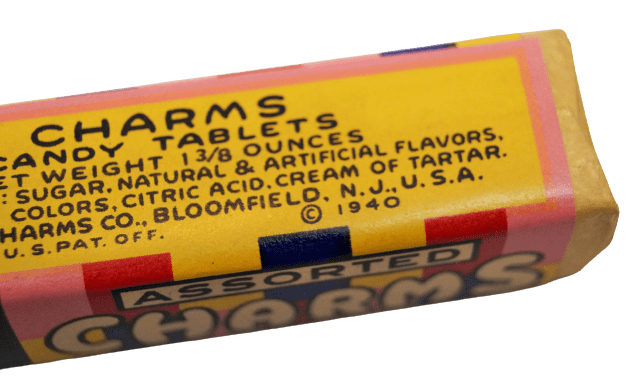 CHARMS
ANDY TABLETS
ET WEIGHT 1 3/8 OUNCES
: SUGAR, NATURAL & ARTIFICIAL FLAVORS,
COLORS, CITRIC ACID, CREAM OF TARTAR.
HARMS CO., BLOOMFIELD, N.J., U.S.A.
U.S. PAT. OFF.
© 1940
ASSORTED
CHARMS